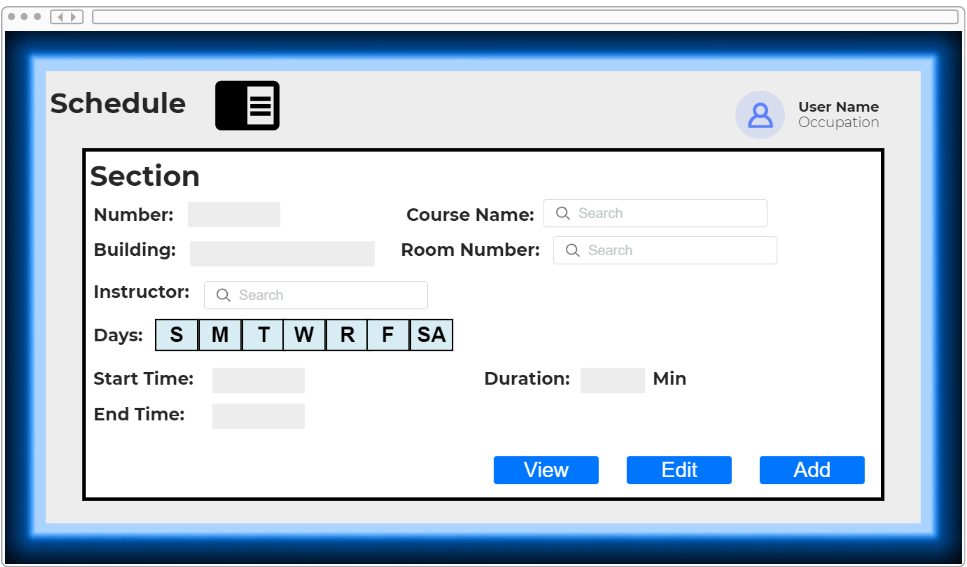 Schedule
User Name
Occupation
Section
Number:
Course Name: Search
Building:
Room Number: Search
Instructor: Search
Days: S M T W R F SA
Start Time:
Duration: Min
End Time:
View Edit Add